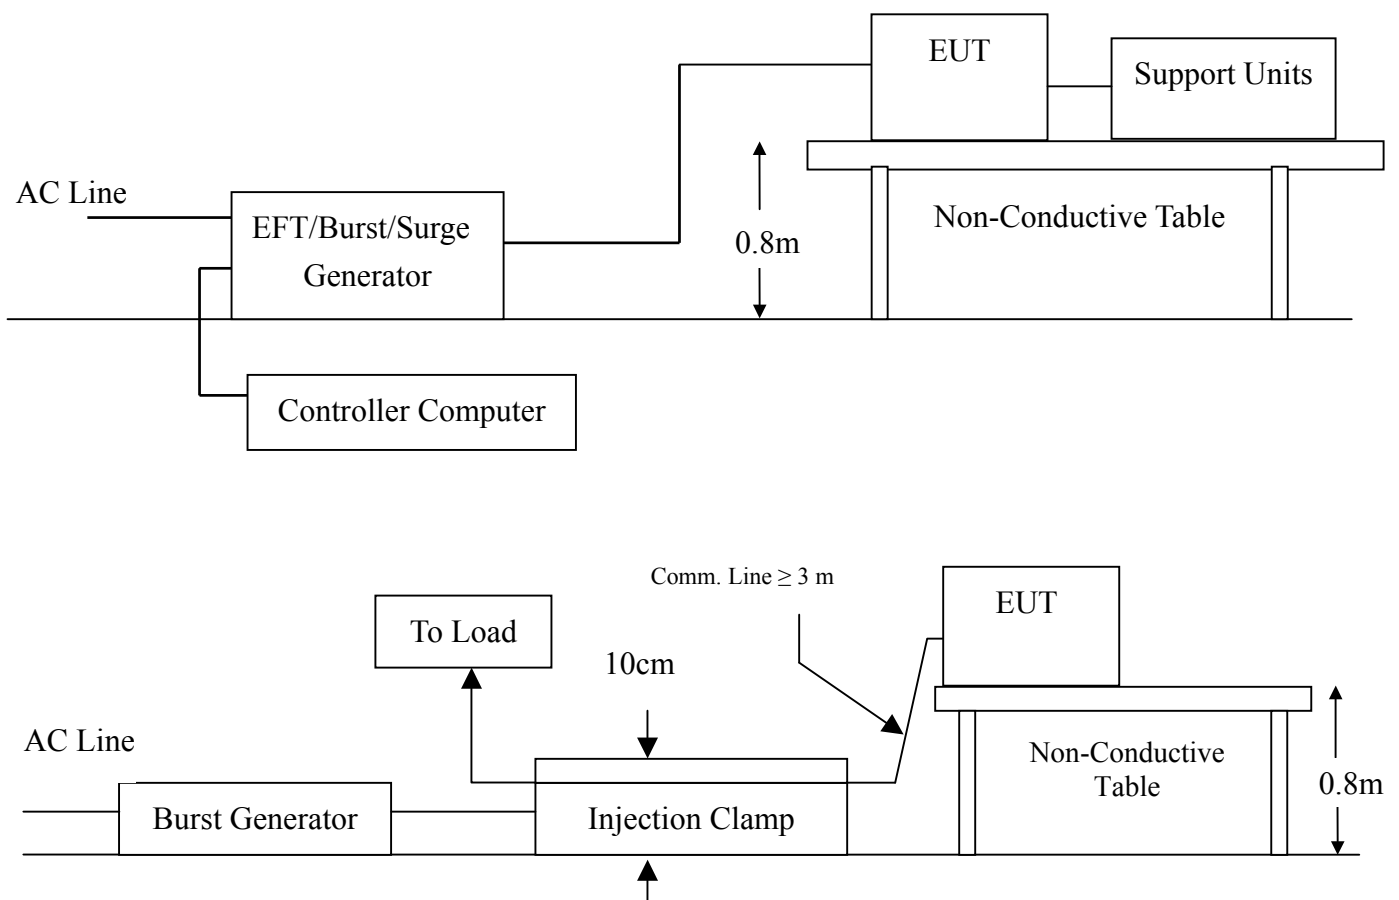 EUT
Support Units
AC Line
EFT/Burst/Surge
Generator
Non-Conductive Table
0.8m
Controller Computer
Comm. Line ≥ 3 m
EUT
To Load
10cm
AC Line
Non-Conductive
Table
0.8m
Burst Generator
Injection Clamp